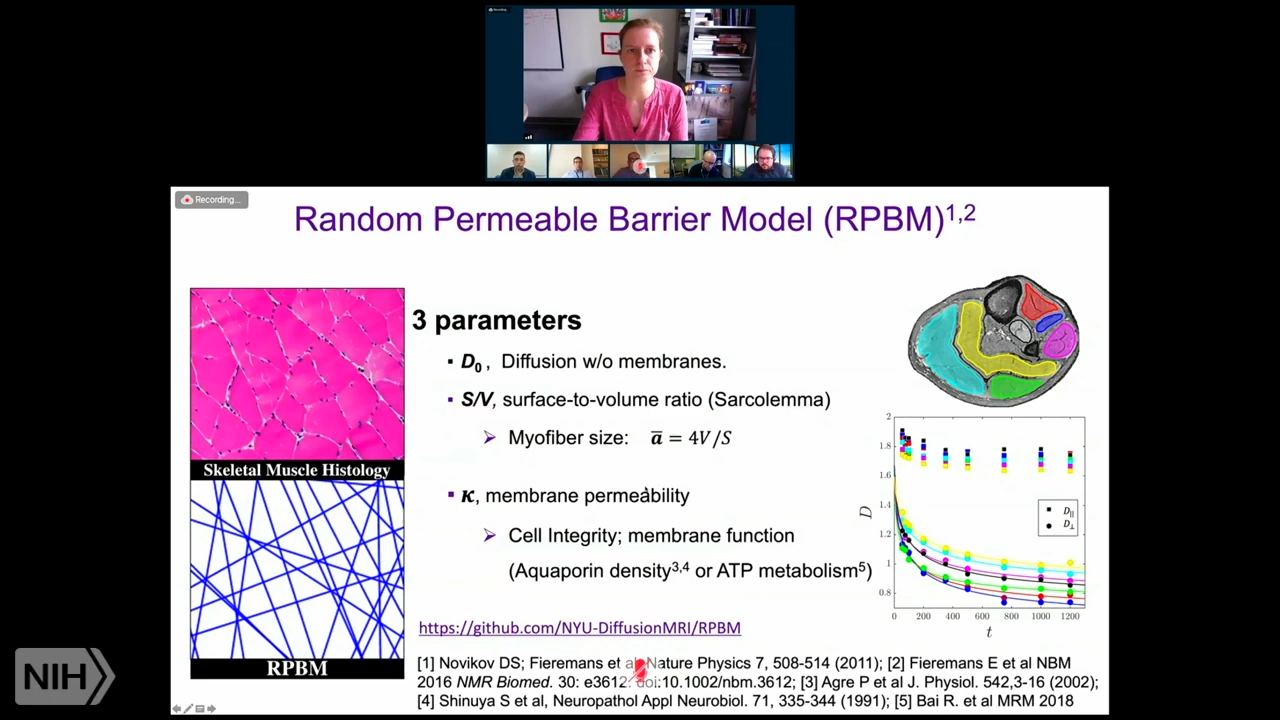 Recording...
Recording...
Random Permeable Barrier Model (RPBM)1,2
Skeletal Muscle Histology
RPBM
3 parameters
▪ D0 , Diffusion w/o membranes.
▪ S/V, surface-to-volume ratio (Sarcolemma)
➢ Myofiber size: a̅ = 4V/S
▪ κ, membrane permeability
➢ Cell Integrity; membrane function
(Aquaporin density3,4 or ATP metabolism5)
https://github.com/NYU-DiffusionMRI/RPBM
2
1.8
1.6
1.4
1.2
1
0.8
D
D||
D⊥
0 200 400 600 800 1000 1200
t
[1] Novikov DS; Fieremans et al, Nature Physics 7, 508-514 (2011); [2] Fieremans E et al NBM
2016 NMR Biomed. 30: e3612. doi:10.1002/nbm.3612; [3] Agre P et al J. Physiol. 542,3-16 (2002);
[4] Shinuya S et al, Neuropathol Appl Neurobiol. 71, 335-344 (1991); [5] Bai R. et al MRM 2018
NIH